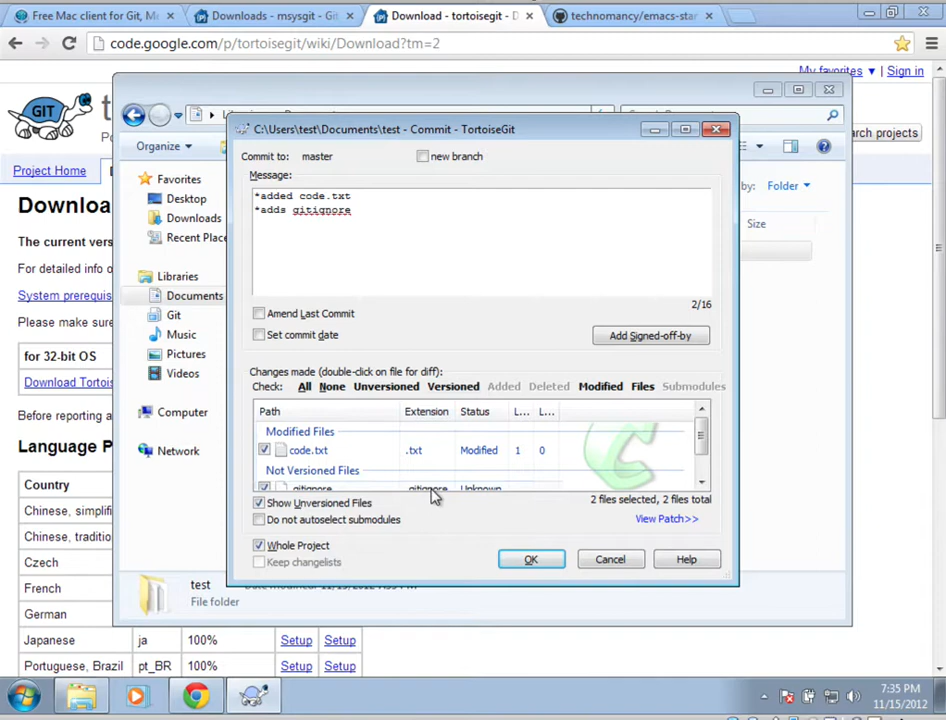 Free Mac client for Git, M
Downloads - msysgit - Gi
Download - tortoisegit - D
technomancy/emacs-star
code.google.com/p/tortoisegit/wiki/Download?tm=2
My favorites ▼ | Sign in
GIT
Search projects
Project Home
Organize
Downloa
The current vers
For detailed info o
System prerequis
Please make sure
for 32-bit OS
Download Tortois
Before reporting a
Language P
Country
Chinese, simplifi
Chinese, traditio
Czech
French
German
Japanese ja 100% Setup Setup
Portuguese, Brazil pt_BR 100% Setup Setup
Favorites
Desktop
Downloads
Recent Place
Libraries
Documents
Git
Music
Pictures
Videos
Computer
Network
by: Folder
Size
test
File folder
C:\Users\test\Documents\test - Commit - TortoiseGit
Commit to: master new branch
Message:
*added code.txt
*adds gitignore
2/16
Amend Last Commit
Set commit date
Add Signed-off-by
Changes made (double-click on file for diff):
Check: All None Unversioned Versioned Added Deleted Modified Files Submodules
Path Extension Status L... L...
Modified Files
code.txt .txt Modified 1 0
Not Versioned Files
.gitignore .gitignore Unknown
Show Unversioned Files
2 files selected, 2 files total
Do not autoselect submodules
View Patch>>
Whole Project
Keep changelists
OK Cancel Help
7:35 PM
11/15/2012